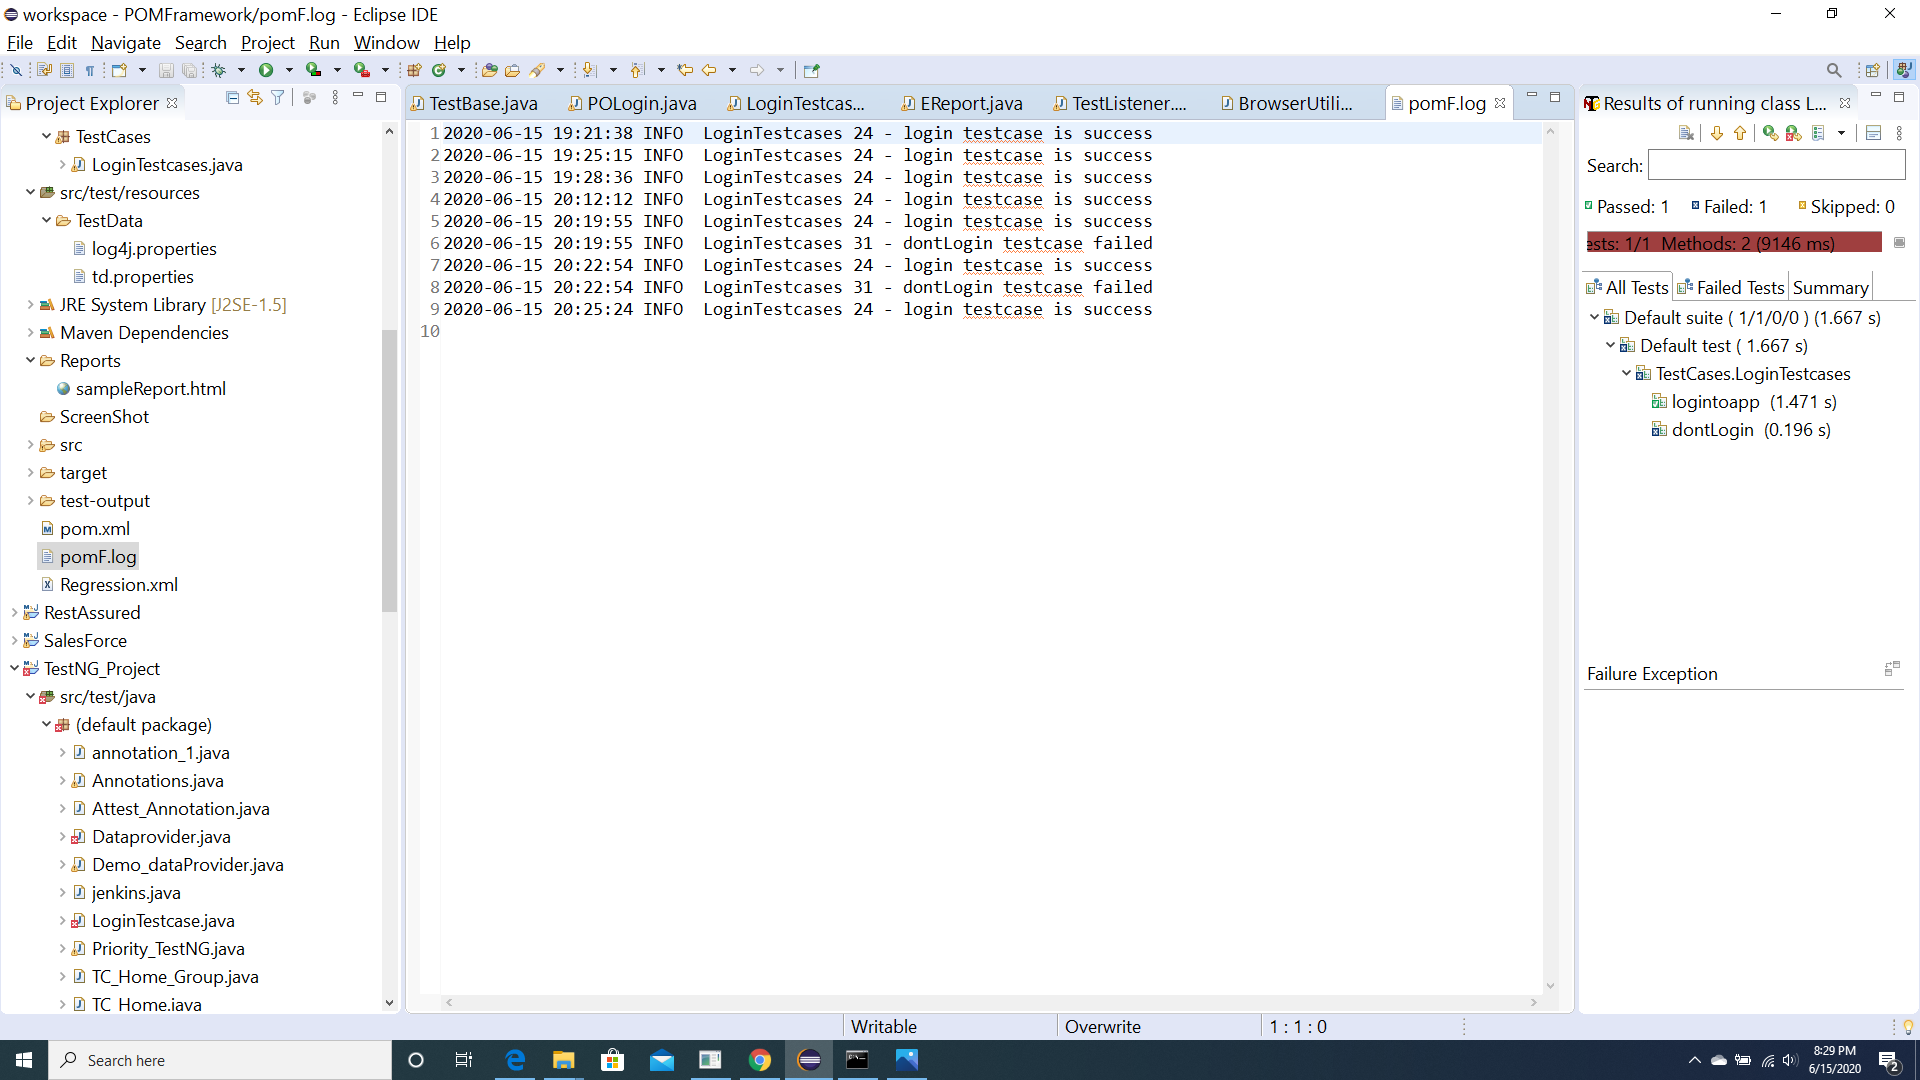 workspace - POMFramework/pomF.log - Eclipse IDE
File Edit Navigate Search Project Run Window Help
Project Explorer
TestCases
LoginTestcases.java
src/test/resources
TestData
log4j.properties
td.properties
JRE System Library [J2SE-1.5]
Maven Dependencies
Reports
sampleReport.html
ScreenShot
src
target
test-output
pom.xml
pomF.log
Regression.xml
RestAssured
SalesForce
TestNG_Project
src/test/java
(default package)
annotation_1.java
Annotations.java
Attest_Annotation.java
Dataprovider.java
Demo_dataProvider.java
jenkins.java
LoginTestcase.java
Priority_TestNG.java
TC_Home_Group.java
TC_Home.java
TestBase.java POLogin.java LoginTestcas... EReport.java TestListener.... BrowserUtili... pomF.log
1 2020-06-15 19:21:38 INFO  LoginTestcases 24 - login testcase is success
2 2020-06-15 19:25:15 INFO  LoginTestcases 24 - login testcase is success
3 2020-06-15 19:28:36 INFO  LoginTestcases 24 - login testcase is success
4 2020-06-15 20:12:12 INFO  LoginTestcases 24 - login testcase is success
5 2020-06-15 20:19:55 INFO  LoginTestcases 24 - login testcase is success
6 2020-06-15 20:19:55 INFO  LoginTestcases 31 - dontLogin testcase failed
7 2020-06-15 20:22:54 INFO  LoginTestcases 24 - login testcase is success
8 2020-06-15 20:22:54 INFO  LoginTestcases 31 - dontLogin testcase failed
9 2020-06-15 20:25:24 INFO  LoginTestcases 24 - login testcase is success
10
Results of running class L...
Search:
Passed: 1 Failed: 1 Skipped: 0
ests: 1/1 Methods: 2 (9146 ms)
All Tests Failed Tests Summary
Default suite ( 1/1/0/0 ) (1.667 s)
Default test ( 1.667 s)
TestCases.LoginTestcases
logintoapp (1.471 s)
dontLogin (0.196 s)
Failure Exception
Writable Overwrite 1 : 1 : 0
Search here
8:29 PM
6/15/2020
2